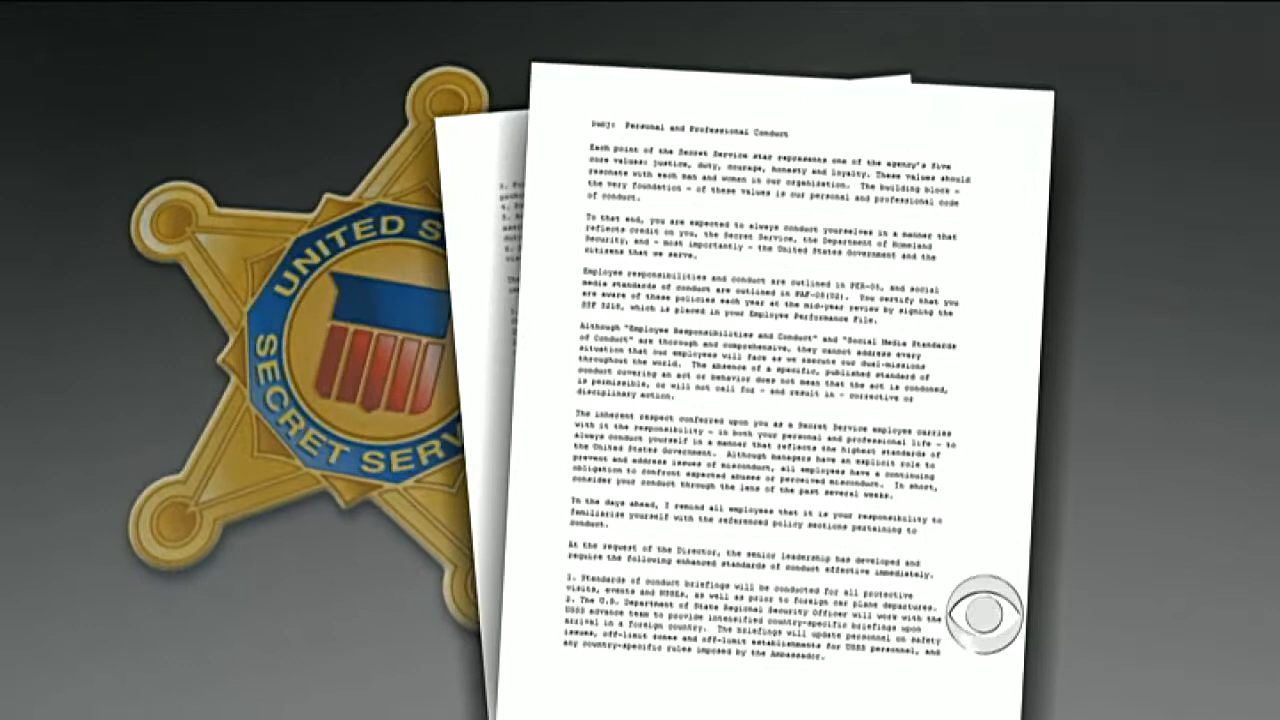 UNITED S
SECRET SERV
Subj: Personal and Professional Conduct
Each point of the Secret Service star represents one of the agency's five
core values: justice, duty, courage, honesty and loyalty. These values should
resonate with each man and woman in our organization. The building block -
the very foundation - of these values is our personal and professional code
of conduct.
To that end, you are expected to always conduct yourselves in a manner that
reflects credit on you, the Secret Service, the Department of Homeland
Security, and - most importantly - the United States Government and the
citizens that we serve.
Employee responsibilities and conduct are outlined in PER-05, and social
media standards of conduct are outlined in PAF-08(02). You certify that you
are aware of these policies each year at the mid-year review by signing the
SSF 3218, which is placed in your Employee Performance File.
Although "Employee Responsibilities and Conduct" and "Social Media Standards
of Conduct" are thorough and comprehensive, they cannot address every
situation that our employees will face as we execute our dual-missions
throughout the world. The absence of a specific, published standard of
conduct covering an act or behavior does not mean that the act is condoned,
is permissible, or will not call for - and result in - corrective or
disciplinary action.
The inherent respect conferred upon you as a Secret Service employee carries
with it the responsibility - in both your personal and professional life - to
always conduct yourself in a manner that reflects the highest standards of
the United States Government. Although managers have an explicit role to
prevent and address issues of misconduct, all employees have a continuing
obligation to confront expected abuses or perceived misconduct. In short,
consider your conduct through the lens of the past several weeks.
In the days ahead, I remind all employees that it is your responsibility to
familiarize yourself with the referenced policy sections pertaining to
conduct.
At the request of the Director, the senior leadership has developed and
require the following enhanced standards of conduct effective immediately.
1. Standards of conduct briefings will be conducted for all protective
visits, events and NSSEs, as well as prior to foreign car plane departures.
2. The U.S. Department of State Regional Security Officer will work with the
USSS advance team to provide intensified country-specific briefings upon
arrival in a foreign country. The briefings will update personnel on safety
issues, off-limit zones and off-limit establishments for USSS personnel, and
any country-specific rules imposed by the Ambassador.